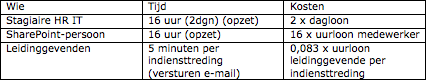 Wie Tijd Kosten
Stagiaire HR IT 16 uur (2dgn) (opzet) 2 x dagloon
SharePoint-persoon 16 uur (opzet) 16 x uurloon medewerker
Leidinggevenden 5 minuten per 0,083 x uurloon
indiensttreding leidinggevende per
(versturen e-mail) indiensttreding